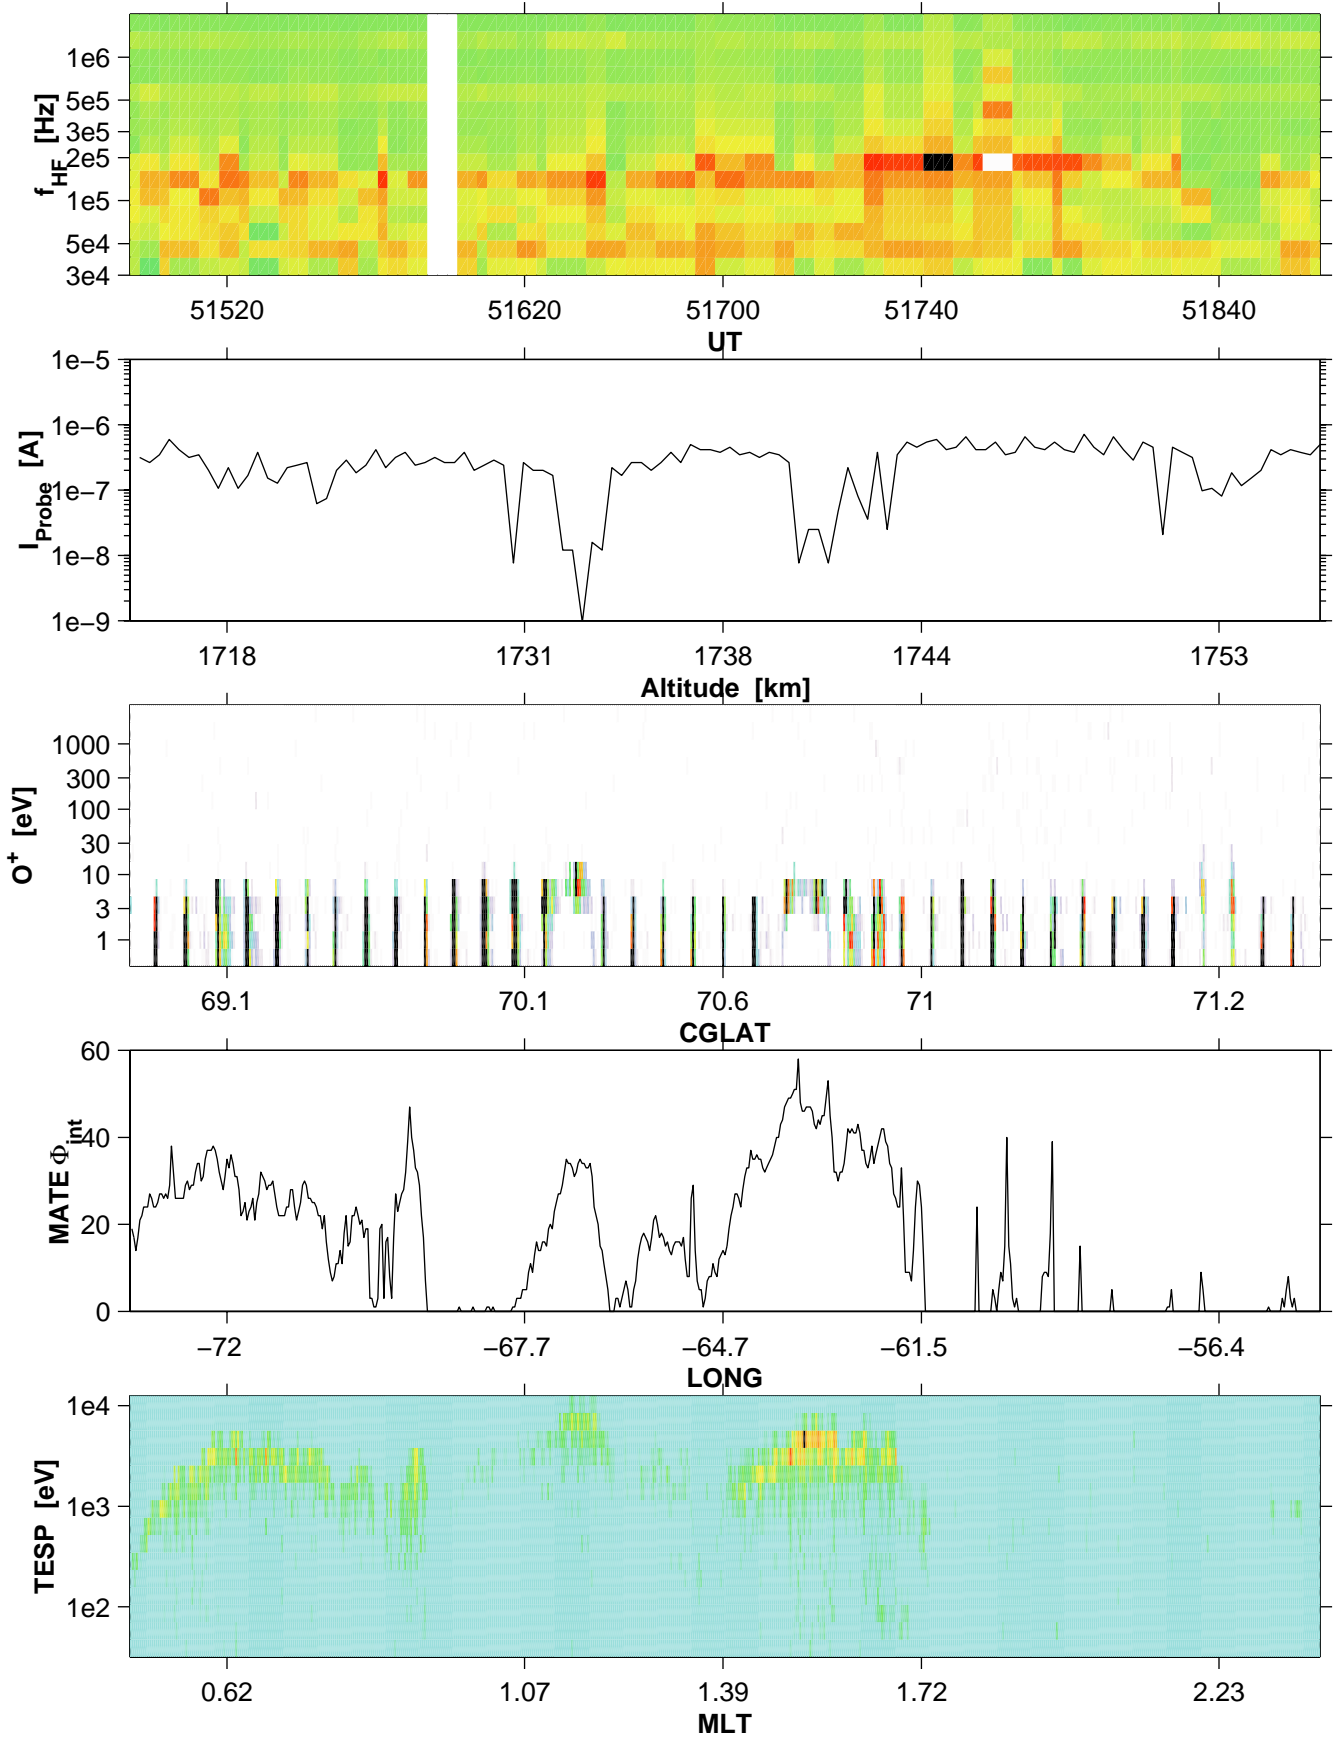 f_HF [Hz]
1e6
5e5
3e5
2e5
1e5
5e4
3e4
51520 51620 51700 51740 51840
UT
I_Probe [A]
1e−5
1e−6
1e−7
1e−8
1e−9
1718 1731 1738 1744 1753
Altitude [km]
O⁺ [eV]
1000
300
100
30
10
3
1
69.1 70.1 70.6 71 71.2
CGLAT
MATE Φ_int
60
40
20
0
−72 −67.7 −64.7 −61.5 −56.4
LONG
TESP [eV]
1e4
1e3
1e2
0.62 1.07 1.39 1.72 2.23
MLT